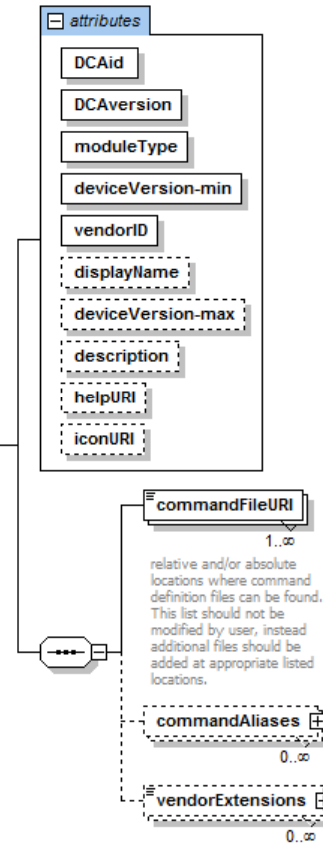 attributes
DCAid
DCAversion
moduleType
deviceVersion-min
vendorID
displayName
deviceVersion-max
description
helpURI
iconURI
commandFileURI
1..∞
relative and/or absolute
locations where command
definition files can be found.
This list should not be
modified by user, instead
additional files should be
added at appropriate listed
locations.
commandAliases
0..∞
vendorExtensions
0..∞